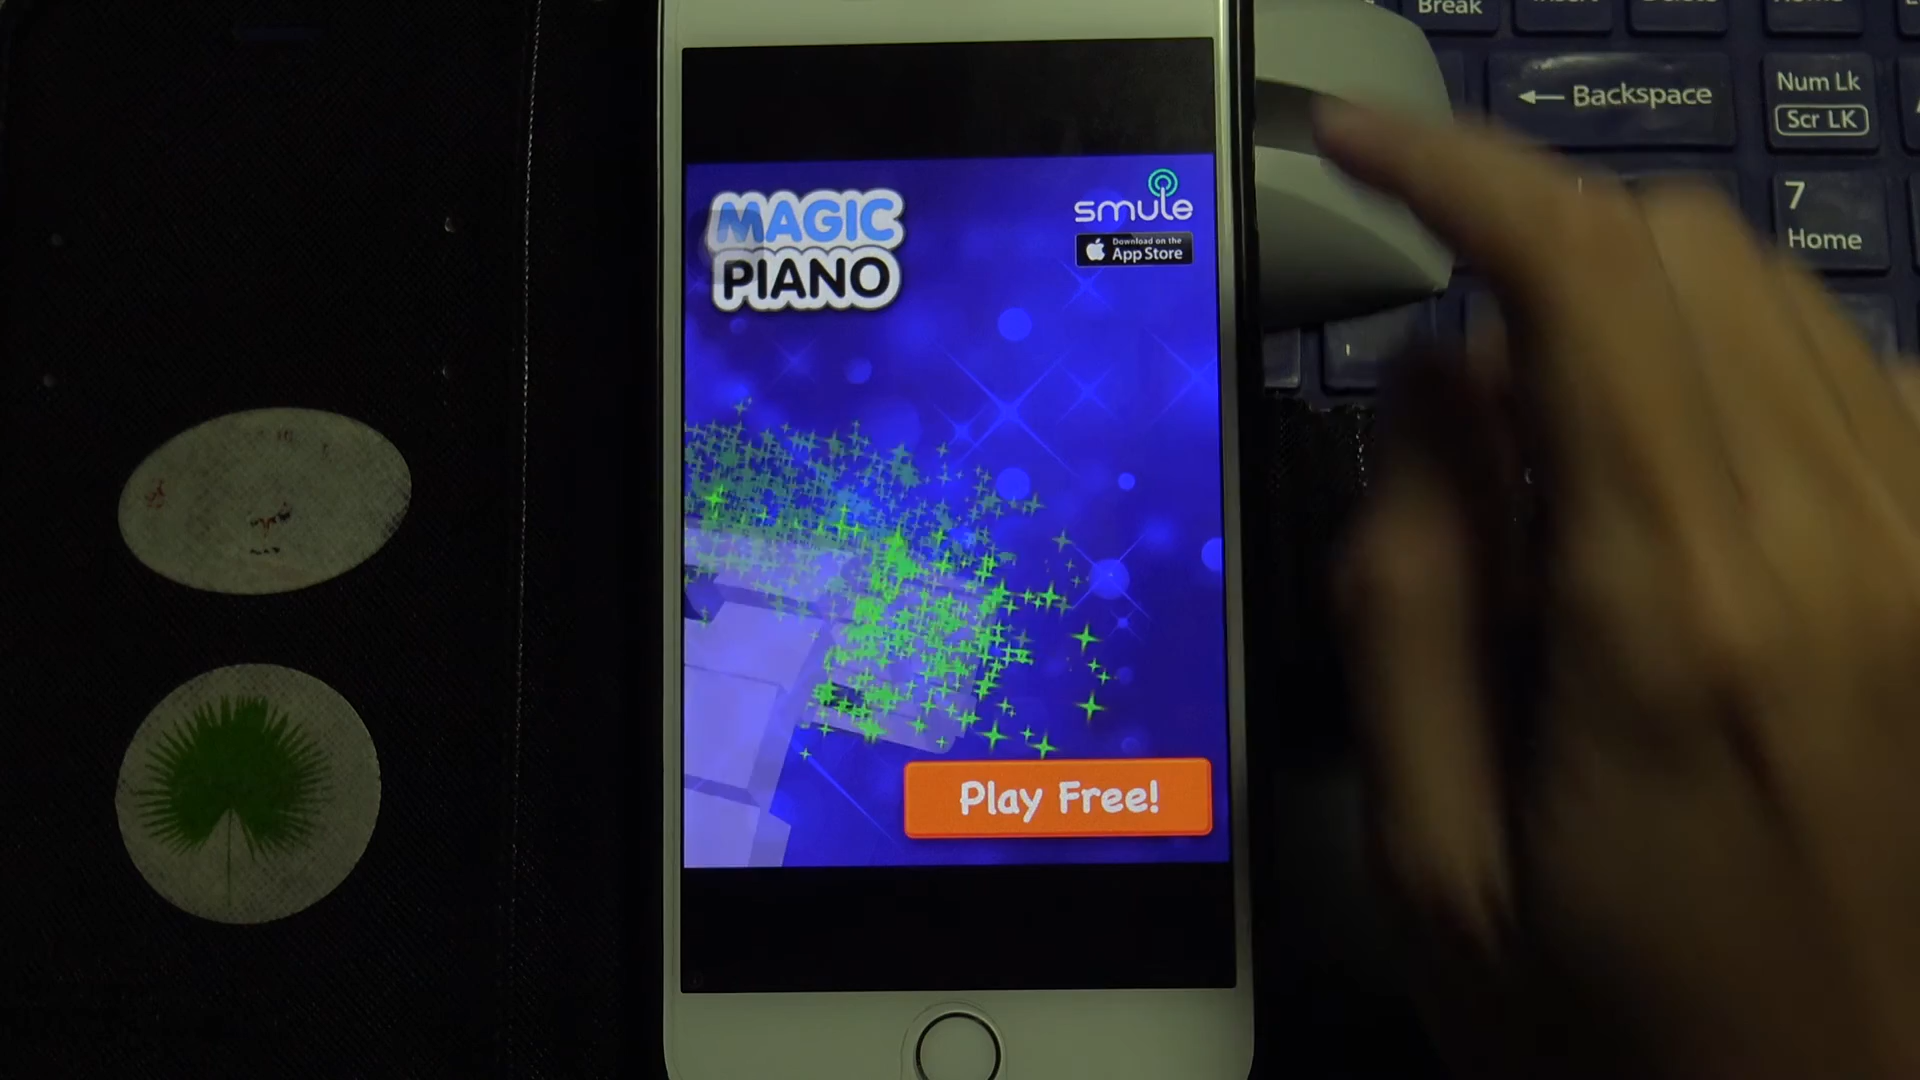 Break
Backspace
Num Lk
Scr LK
7
Home
MAGIC
PIANO
smule
Download on the
App Store
Play Free!